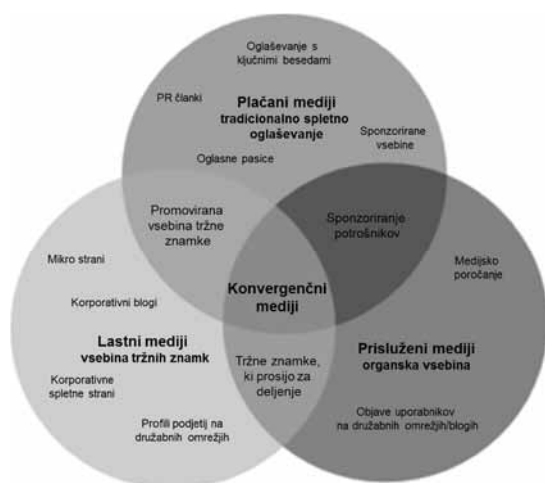 Oglaševanje s
ključnimi besedami
PR članki
Plačani mediji
tradicionalno spletno
oglaševanje
Sponzorirane
vsebine
Oglasne pasice
Promovirana
vsebina tržne
znamke
Sponzoriranje
potrošnikov
Mikro strani
Medijsko
poročanje
Konvergenčni
mediji
Korporativni blogi
Lastni mediji
vsebina tržnih znamk
Prisluženi mediji
organska vsebina
Tržne znamke,
ki prosijo za
deljenje
Korporativne
spletne strani
Profili podjetij na
družabnih omrežjih
Objave uporabnikov
na družabnih omrežjih/blogih